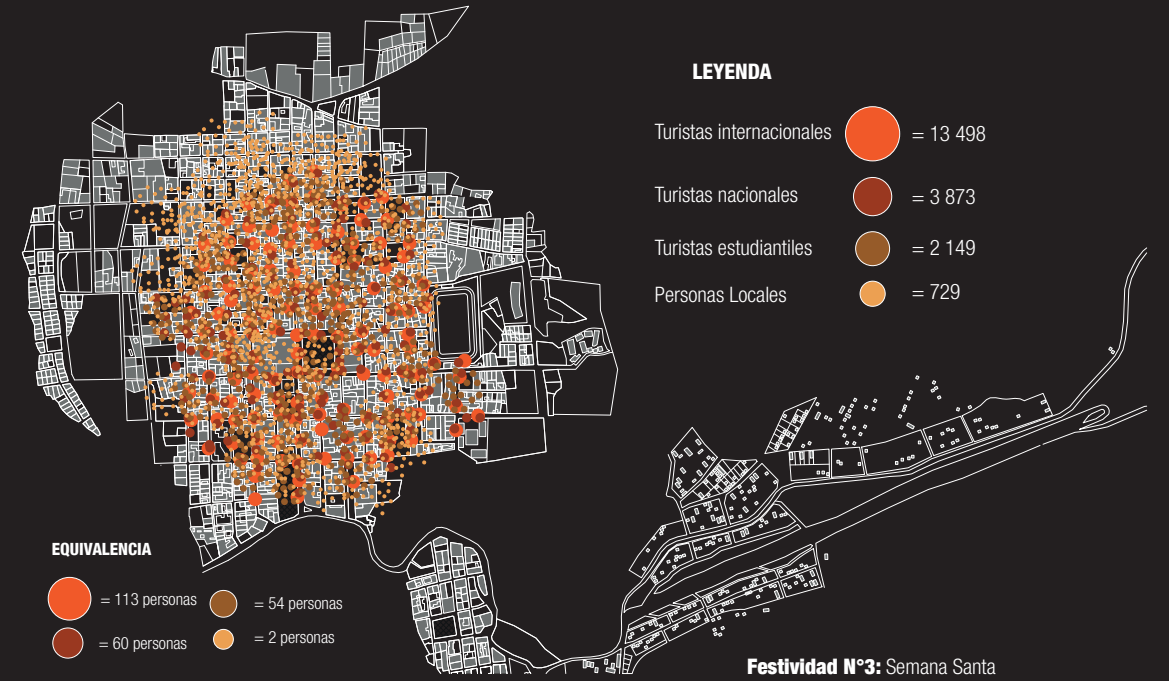 LEYENDA
Turistas internacionales = 13 498
Turistas nacionales = 3 873
Turistas estudiantiles = 2 149
Personas Locales = 729
EQUIVALENCIA
= 113 personas = 54 personas
= 60 personas = 2 personas
Festividad N°3: Semana Santa